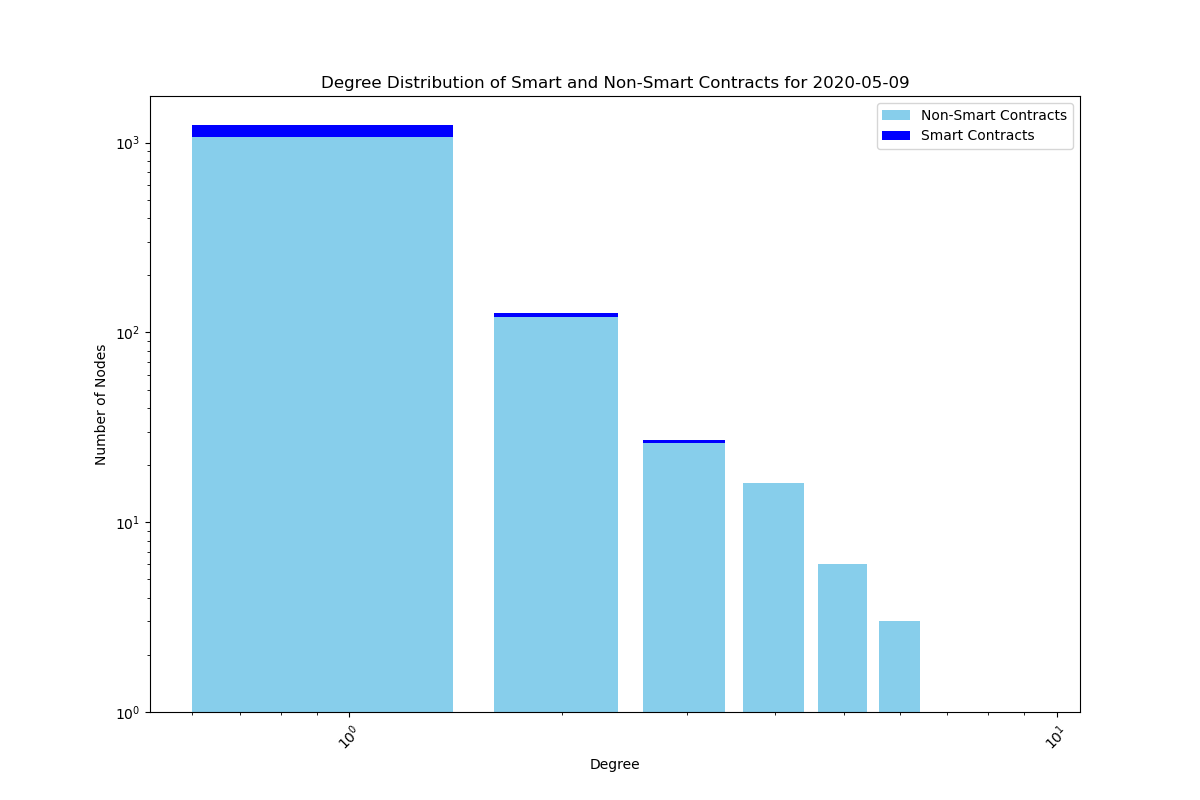 Degree Distribution of Smart and Non-Smart Contracts for 2020-05-09
Non-Smart Contracts
Smart Contracts
Number of Nodes
10³
10²
10¹
10⁰
10⁰
10¹
Degree